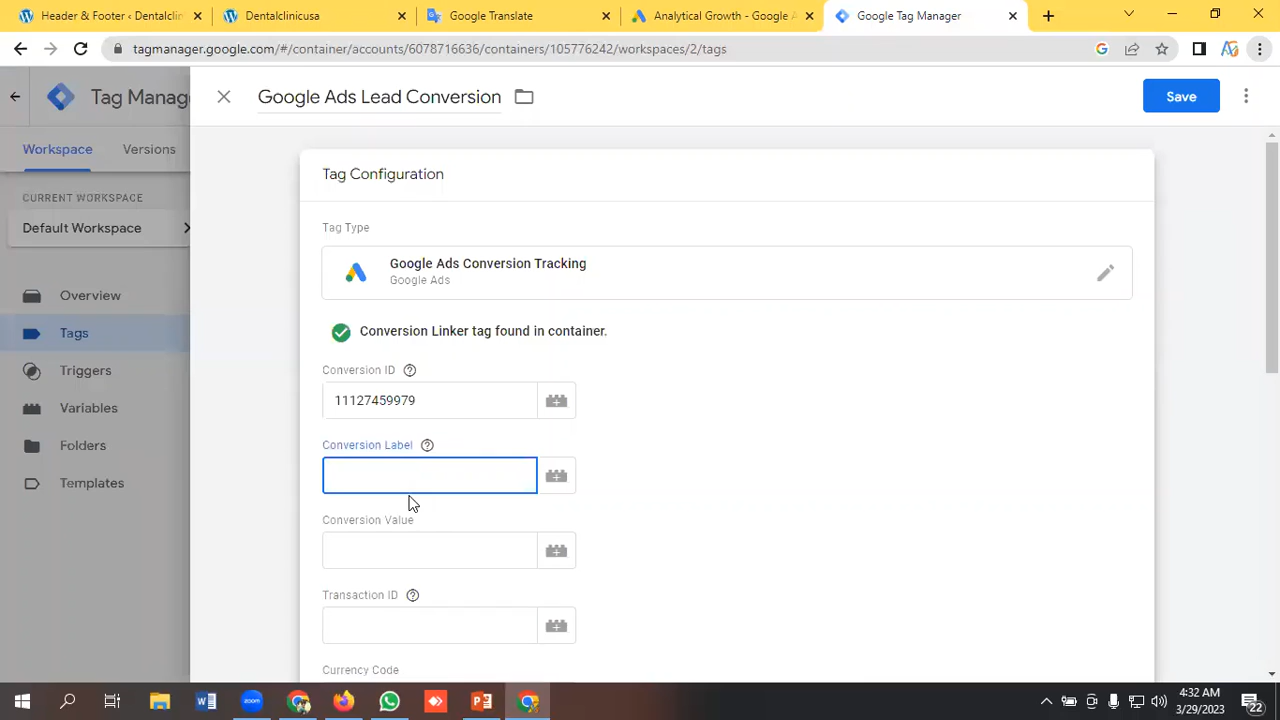 Header & Footer ‹ Dentalclin
Dentalclinicusa
Google Translate
Analytical Growth - Google A
Google Tag Manager
tagmanager.google.com/#/container/accounts/6078716636/containers/105776242/workspaces/2/tags
Tag Manage
Google Ads Lead Conversion
Save
Workspace
Versions
CURRENT WORKSPACE
Default Workspace
Overview
Tags
Triggers
Variables
Folders
Templates
Tag Configuration
Tag Type
Google Ads Conversion Tracking
Google Ads
Conversion Linker tag found in container.
Conversion ID
11127459979
Conversion Label
Conversion Value
Transaction ID
Currency Code
zoom
4:32 AM
3/29/2023
22